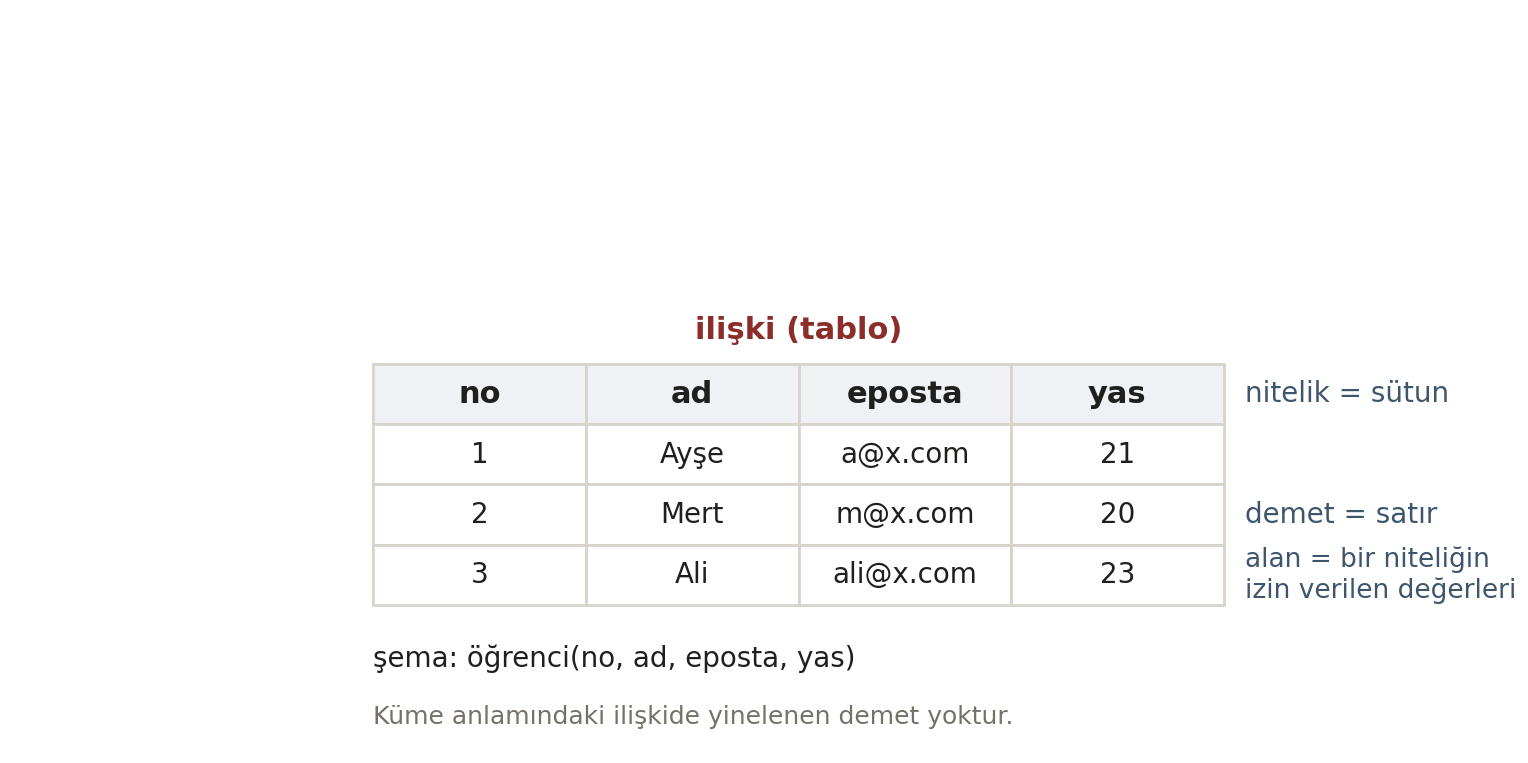 ilişki (tablo)
no ad eposta yas nitelik = sütun
1 Ayşe a@x.com 21
2 Mert m@x.com 20 demet = satır
3 Ali ali@x.com 23 alan = bir niteliğin
izin verilen değerleri
şema: öğrenci(no, ad, eposta, yas)
Küme anlamındaki ilişkide yinelenen demet yoktur.